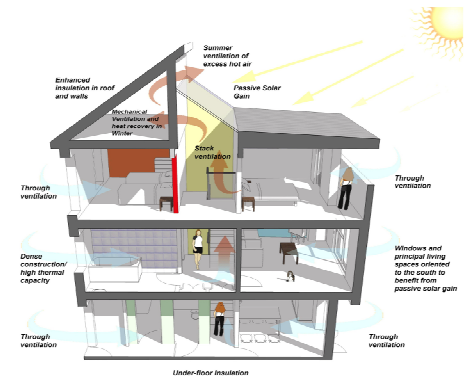 Summer
ventilation of
excess hot air
Enhanced
insulation in roof
and walls
Passive Solar
Gain
Mechanical
Ventilation and
heat recovery in
Winter
Stack
ventilation
Through
ventilation
Through
ventilation
Dense
construction/
high thermal
capacity
Windows and
principal living
spaces oriented
to the south to
benefit from
passive solar gain
Through
ventilation
Through
ventilation
Under-floor Insulation